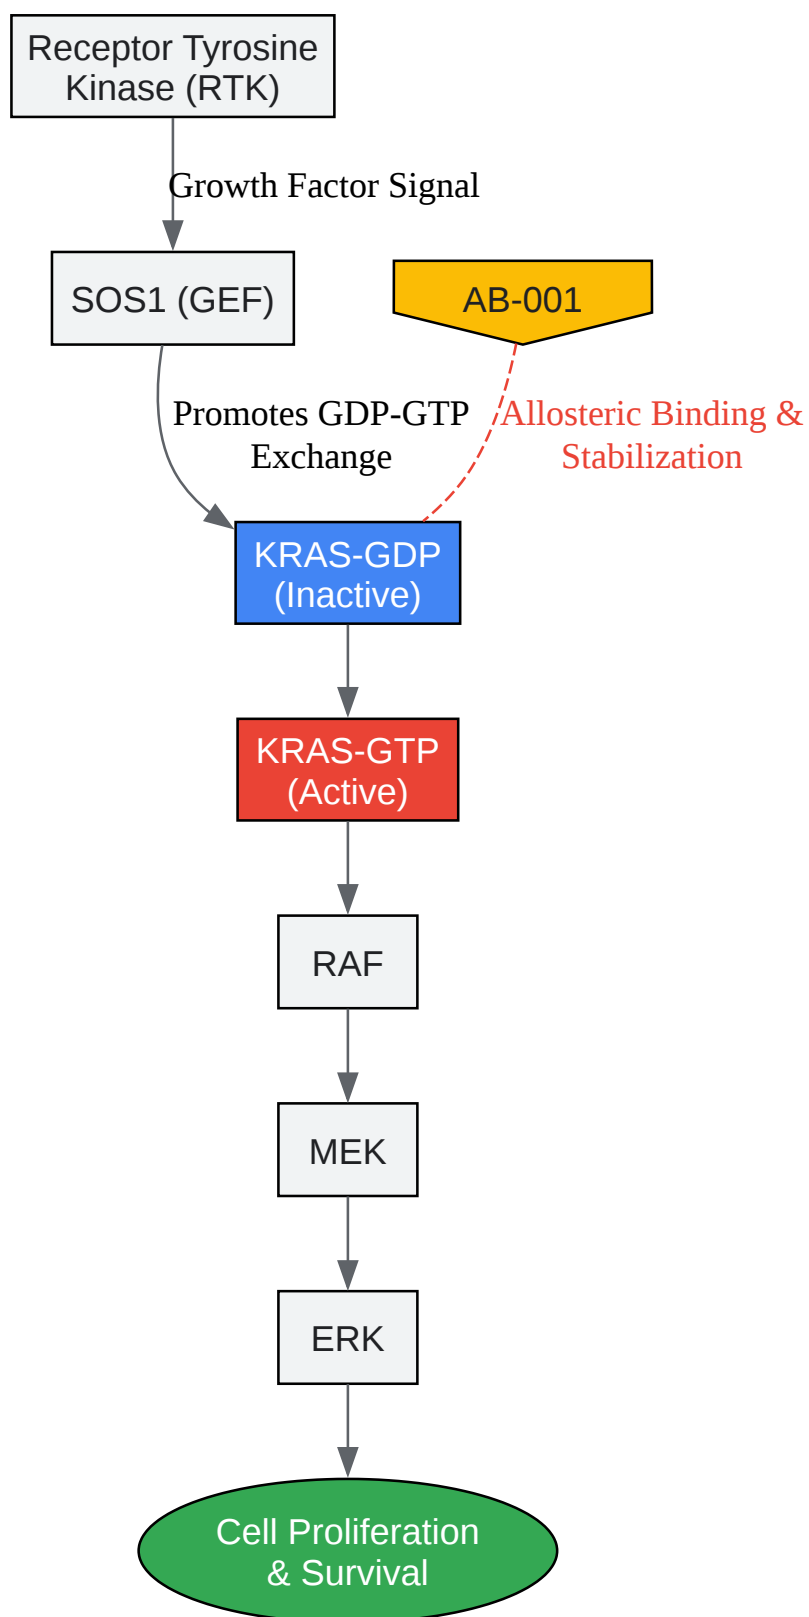 Receptor Tyrosine
Kinase (RTK)
Growth Factor Signal
SOS1 (GEF)
AB-001
Promotes GDP-GTP
Exchange
Allosteric Binding &
Stabilization
KRAS-GDP
(Inactive)
KRAS-GTP
(Active)
RAF
MEK
ERK
Cell Proliferation
& Survival